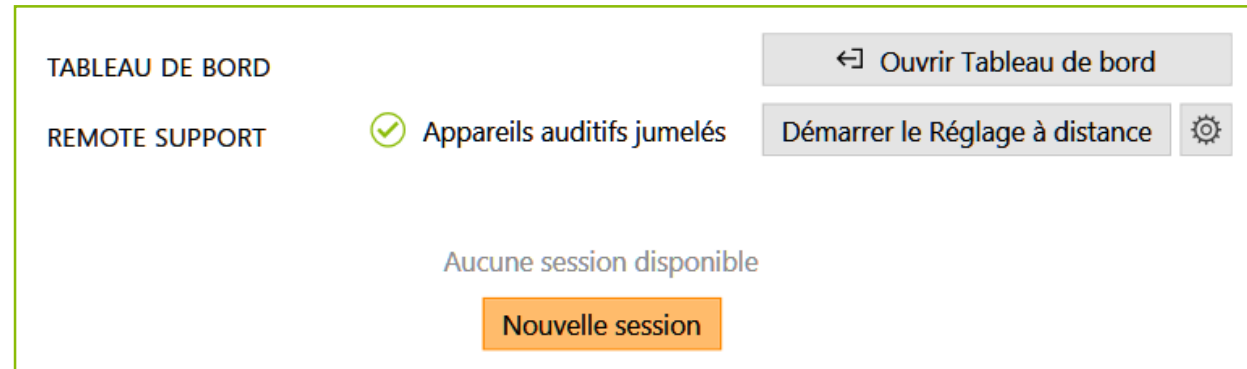 TABLEAU DE BORD
Ouvrir Tableau de bord
REMOTE SUPPORT
Appareils auditifs jumelés
Démarrer le Réglage à distance
Aucune session disponible
Nouvelle session